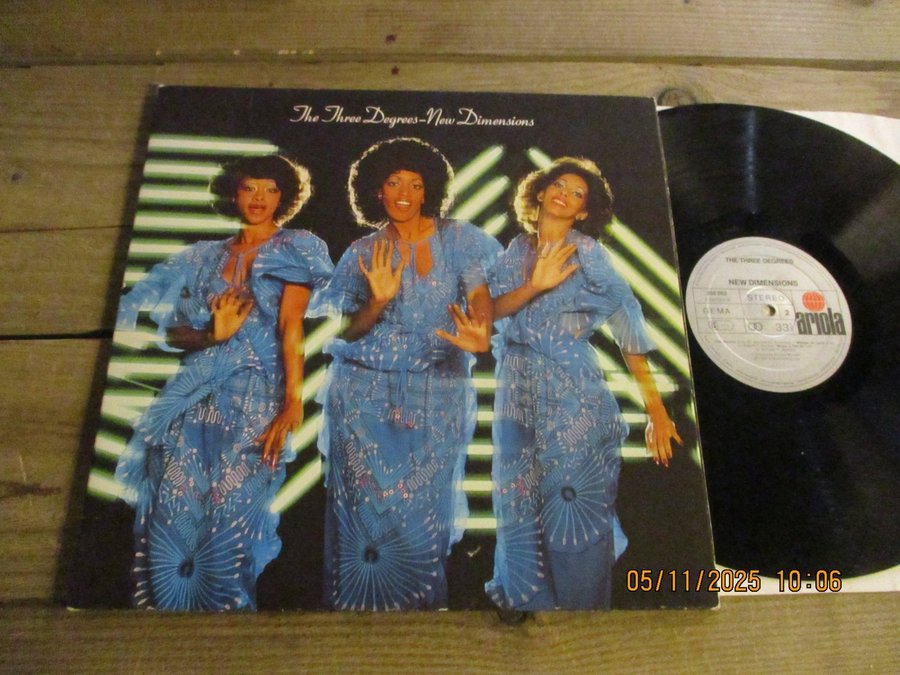 The Three Degrees–New Dimensions
THE THREE DEGREES
NEW DIMENSIONS
STEREO
GEMA
2
33
ariola
05/11/2025 10:06